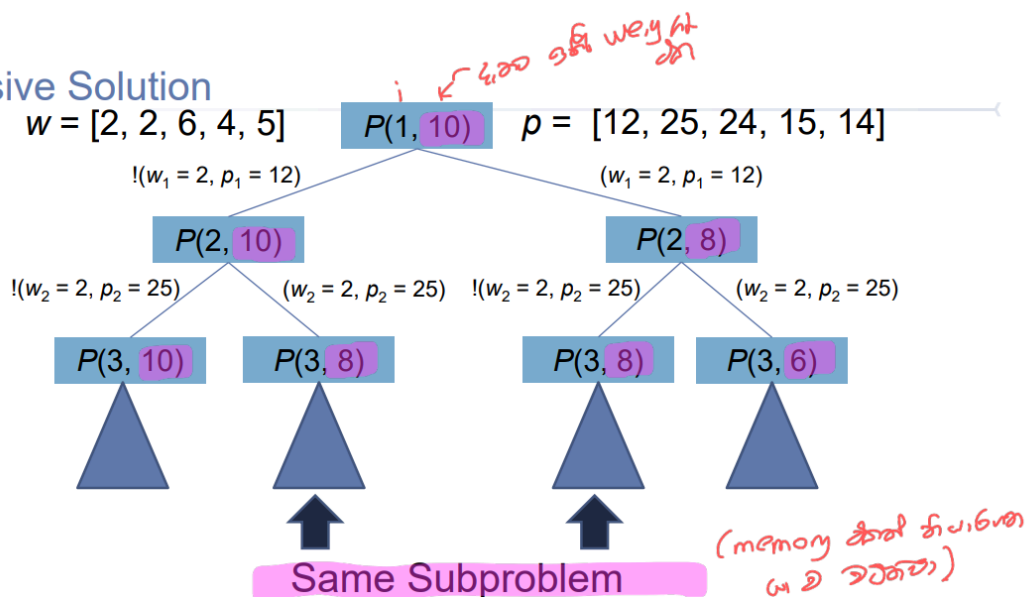 sive Solution
i
weight
w = [2, 2, 6, 4, 5]
P(1, 10)
p = [12, 25, 24, 15, 14]
!(w₁ = 2, p₁ = 12)
(w₁ = 2, p₁ = 12)
P(2, 10)
P(2, 8)
!(w₂ = 2, p₂ = 25)
(w₂ = 2, p₂ = 25)
!(w₂ = 2, p₂ = 25)
(w₂ = 2, p₂ = 25)
P(3, 10)
P(3, 8)
P(3, 8)
P(3, 6)
(memory
Same Subproblem